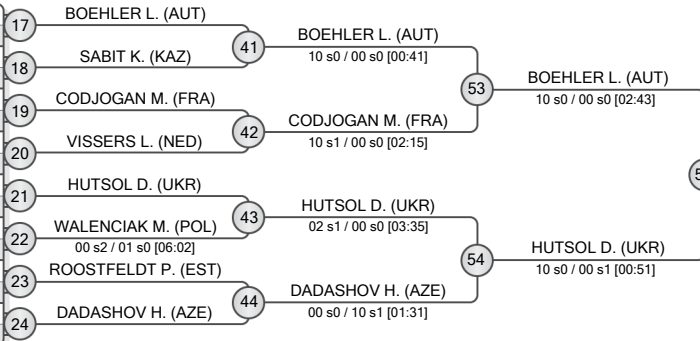 17
BOEHLER L. (AUT)
18
SABIT K. (KAZ)
41
BOEHLER L. (AUT)
10 s0 / 00 s0 [00:41]
19
CODJOGAN M. (FRA)
20
VISSERS L. (NED)
42
CODJOGAN M. (FRA)
10 s1 / 00 s0 [02:15]
53
BOEHLER L. (AUT)
10 s0 / 00 s0 [02:43]
21
HUTSOL D. (UKR)
22
WALENCIAK M. (POL)
00 s2 / 01 s0 [06:02]
43
HUTSOL D. (UKR)
02 s1 / 00 s0 [03:35]
23
ROOSTFELDT P. (EST)
24
DADASHOV H. (AZE)
44
DADASHOV H. (AZE)
00 s0 / 10 s1 [01:31]
54
HUTSOL D. (UKR)
10 s0 / 00 s1 [00:51]